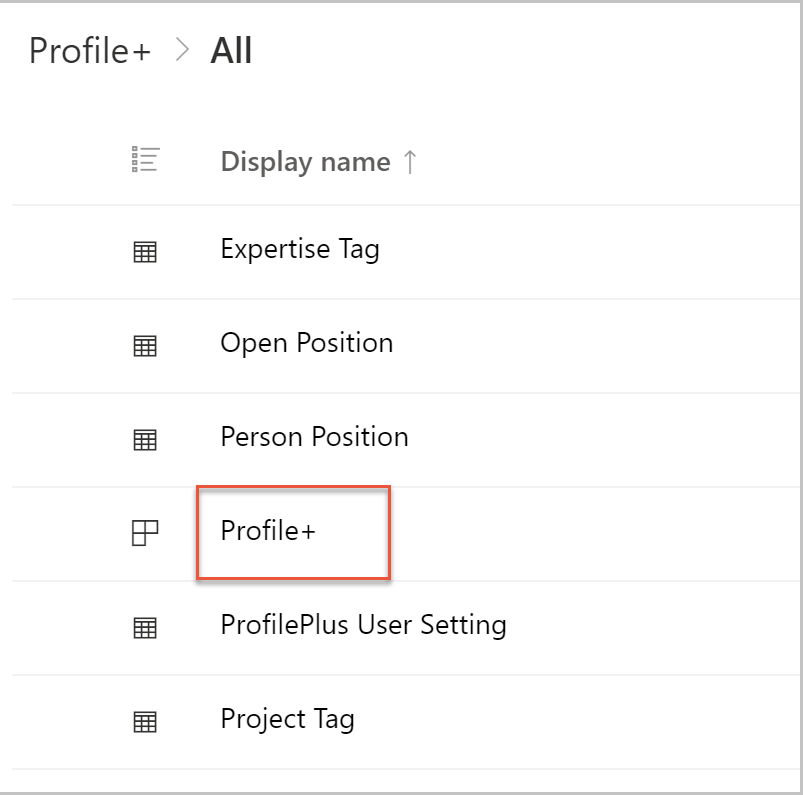 Profile+ > All
Display name ↑
Expertise Tag
Open Position
Person Position
Profile+
ProfilePlus User Setting
Project Tag